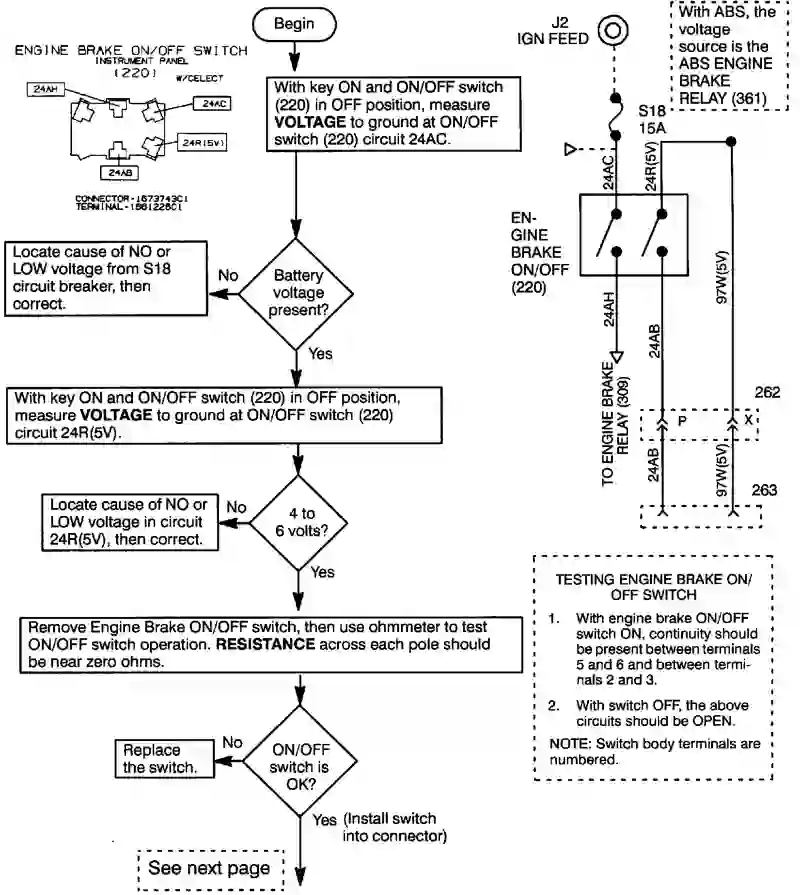 Begin
ENGINE BRAKE ON/OFF SWITCH
INSTRUMENT PANEL
(220)
W/CELECT
24AH
24AC
24R(5V)
24AB
CONNECTOR-1673743C1
TERMINAL-1661226C1
With key ON and ON/OFF switch
(220) in OFF position, measure
VOLTAGE to ground at ON/OFF
switch (220) circuit 24AC.
Locate cause of NO or
LOW voltage from S18
circuit breaker, then
correct.
No
Battery
voltage
present?
Yes
With key ON and ON/OFF switch (220) in OFF position,
measure VOLTAGE to ground at ON/OFF switch (220)
circuit 24R(5V).
Locate cause of NO or
LOW voltage in circuit
24R(5V), then correct.
No
4 to
6 volts?
Yes
Remove Engine Brake ON/OFF switch, then use ohmmeter to test
ON/OFF switch operation. RESISTANCE across each pole should
be near zero ohms.
Replace
the switch.
No
ON/OFF
switch is
OK?
Yes (Install switch
into connector)
See next page
J2
IGN FEED
With ABS, the
voltage
source is the
ABS ENGINE
BRAKE
RELAY (361)
S18
15A
24AC
24R(5V)
EN-
GINE
BRAKE
ON/OFF
(220)
24AH
24AB
97W(5V)
TO ENGINE BRAKE
RELAY (309)
262
P
X
24AB
97W(5V)
263
TESTING ENGINE BRAKE ON/
OFF SWITCH
1. With engine brake ON/OFF
switch ON, continuity should
be present between terminals
5 and 6 and between termi-
nals 2 and 3.
2. With switch OFF, the above
circuits should be OPEN.
NOTE: Switch body terminals are
numbered.